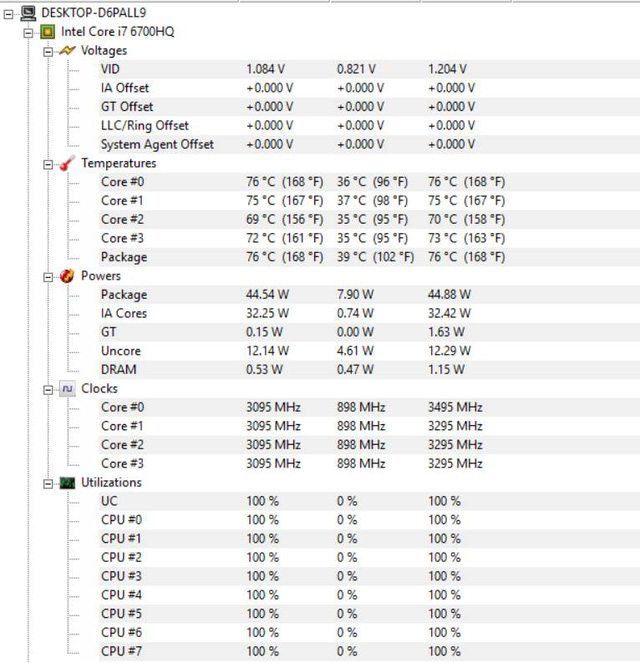 DESKTOP-D6PALL9
Intel Core i7 6700HQ
Voltages
VID 1.084 V 0.821 V 1.204 V
IA Offset +0.000 V +0.000 V +0.000 V
GT Offset +0.000 V +0.000 V +0.000 V
LLC/Ring Offset +0.000 V +0.000 V +0.000 V
System Agent Offset +0.000 V +0.000 V +0.000 V
Temperatures
Core #0 76 °C (168 °F) 36 °C (96 °F) 76 °C (168 °F)
Core #1 75 °C (167 °F) 37 °C (98 °F) 75 °C (167 °F)
Core #2 69 °C (156 °F) 35 °C (95 °F) 70 °C (158 °F)
Core #3 72 °C (161 °F) 35 °C (95 °F) 73 °C (163 °F)
Package 76 °C (168 °F) 39 °C (102 °F) 76 °C (168 °F)
Powers
Package 44.54 W 7.90 W 44.88 W
IA Cores 32.25 W 0.74 W 32.42 W
GT 0.15 W 0.00 W 1.63 W
Uncore 12.14 W 4.61 W 12.29 W
DRAM 0.53 W 0.47 W 1.15 W
Clocks
Core #0 3095 MHz 898 MHz 3495 MHz
Core #1 3095 MHz 898 MHz 3295 MHz
Core #2 3095 MHz 898 MHz 3295 MHz
Core #3 3095 MHz 898 MHz 3295 MHz
Utilizations
UC 100 % 0 % 100 %
CPU #0 100 % 0 % 100 %
CPU #1 100 % 0 % 100 %
CPU #2 100 % 0 % 100 %
CPU #3 100 % 0 % 100 %
CPU #4 100 % 0 % 100 %
CPU #5 100 % 0 % 100 %
CPU #6 100 % 0 % 100 %
CPU #7 100 % 0 % 100 %